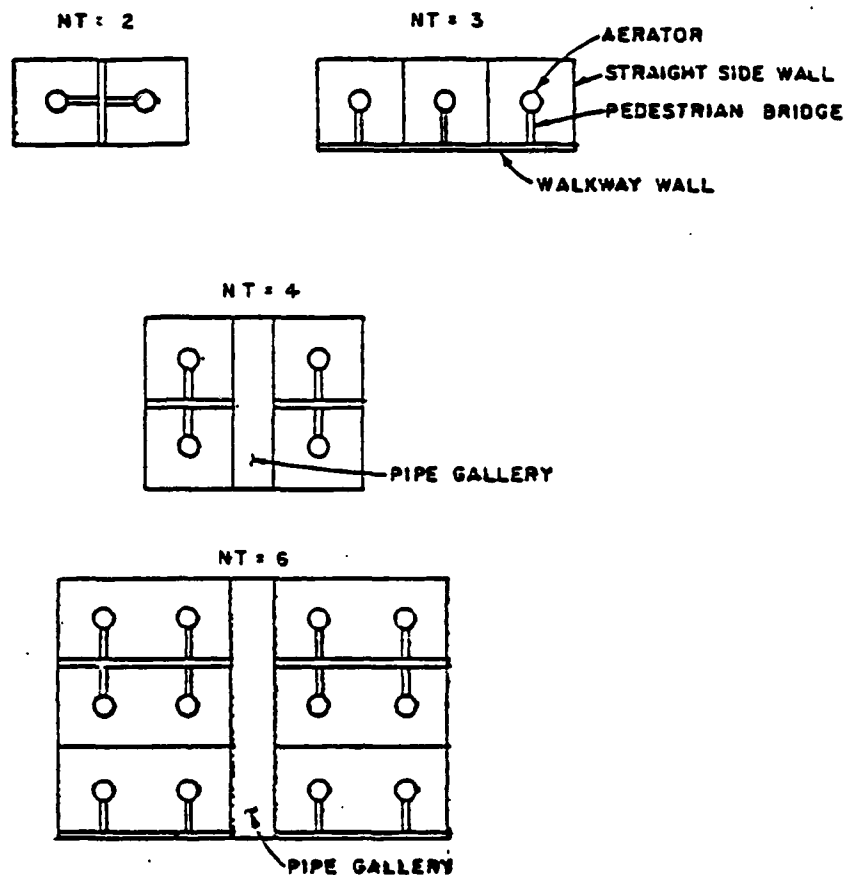 NT = 2
NT = 3
AERATOR
STRAIGHT SIDE WALL
PEDESTRIAN BRIDGE
WALKWAY WALL
NT = 4
PIPE GALLERY
NT = 6
PIPE GALLERY